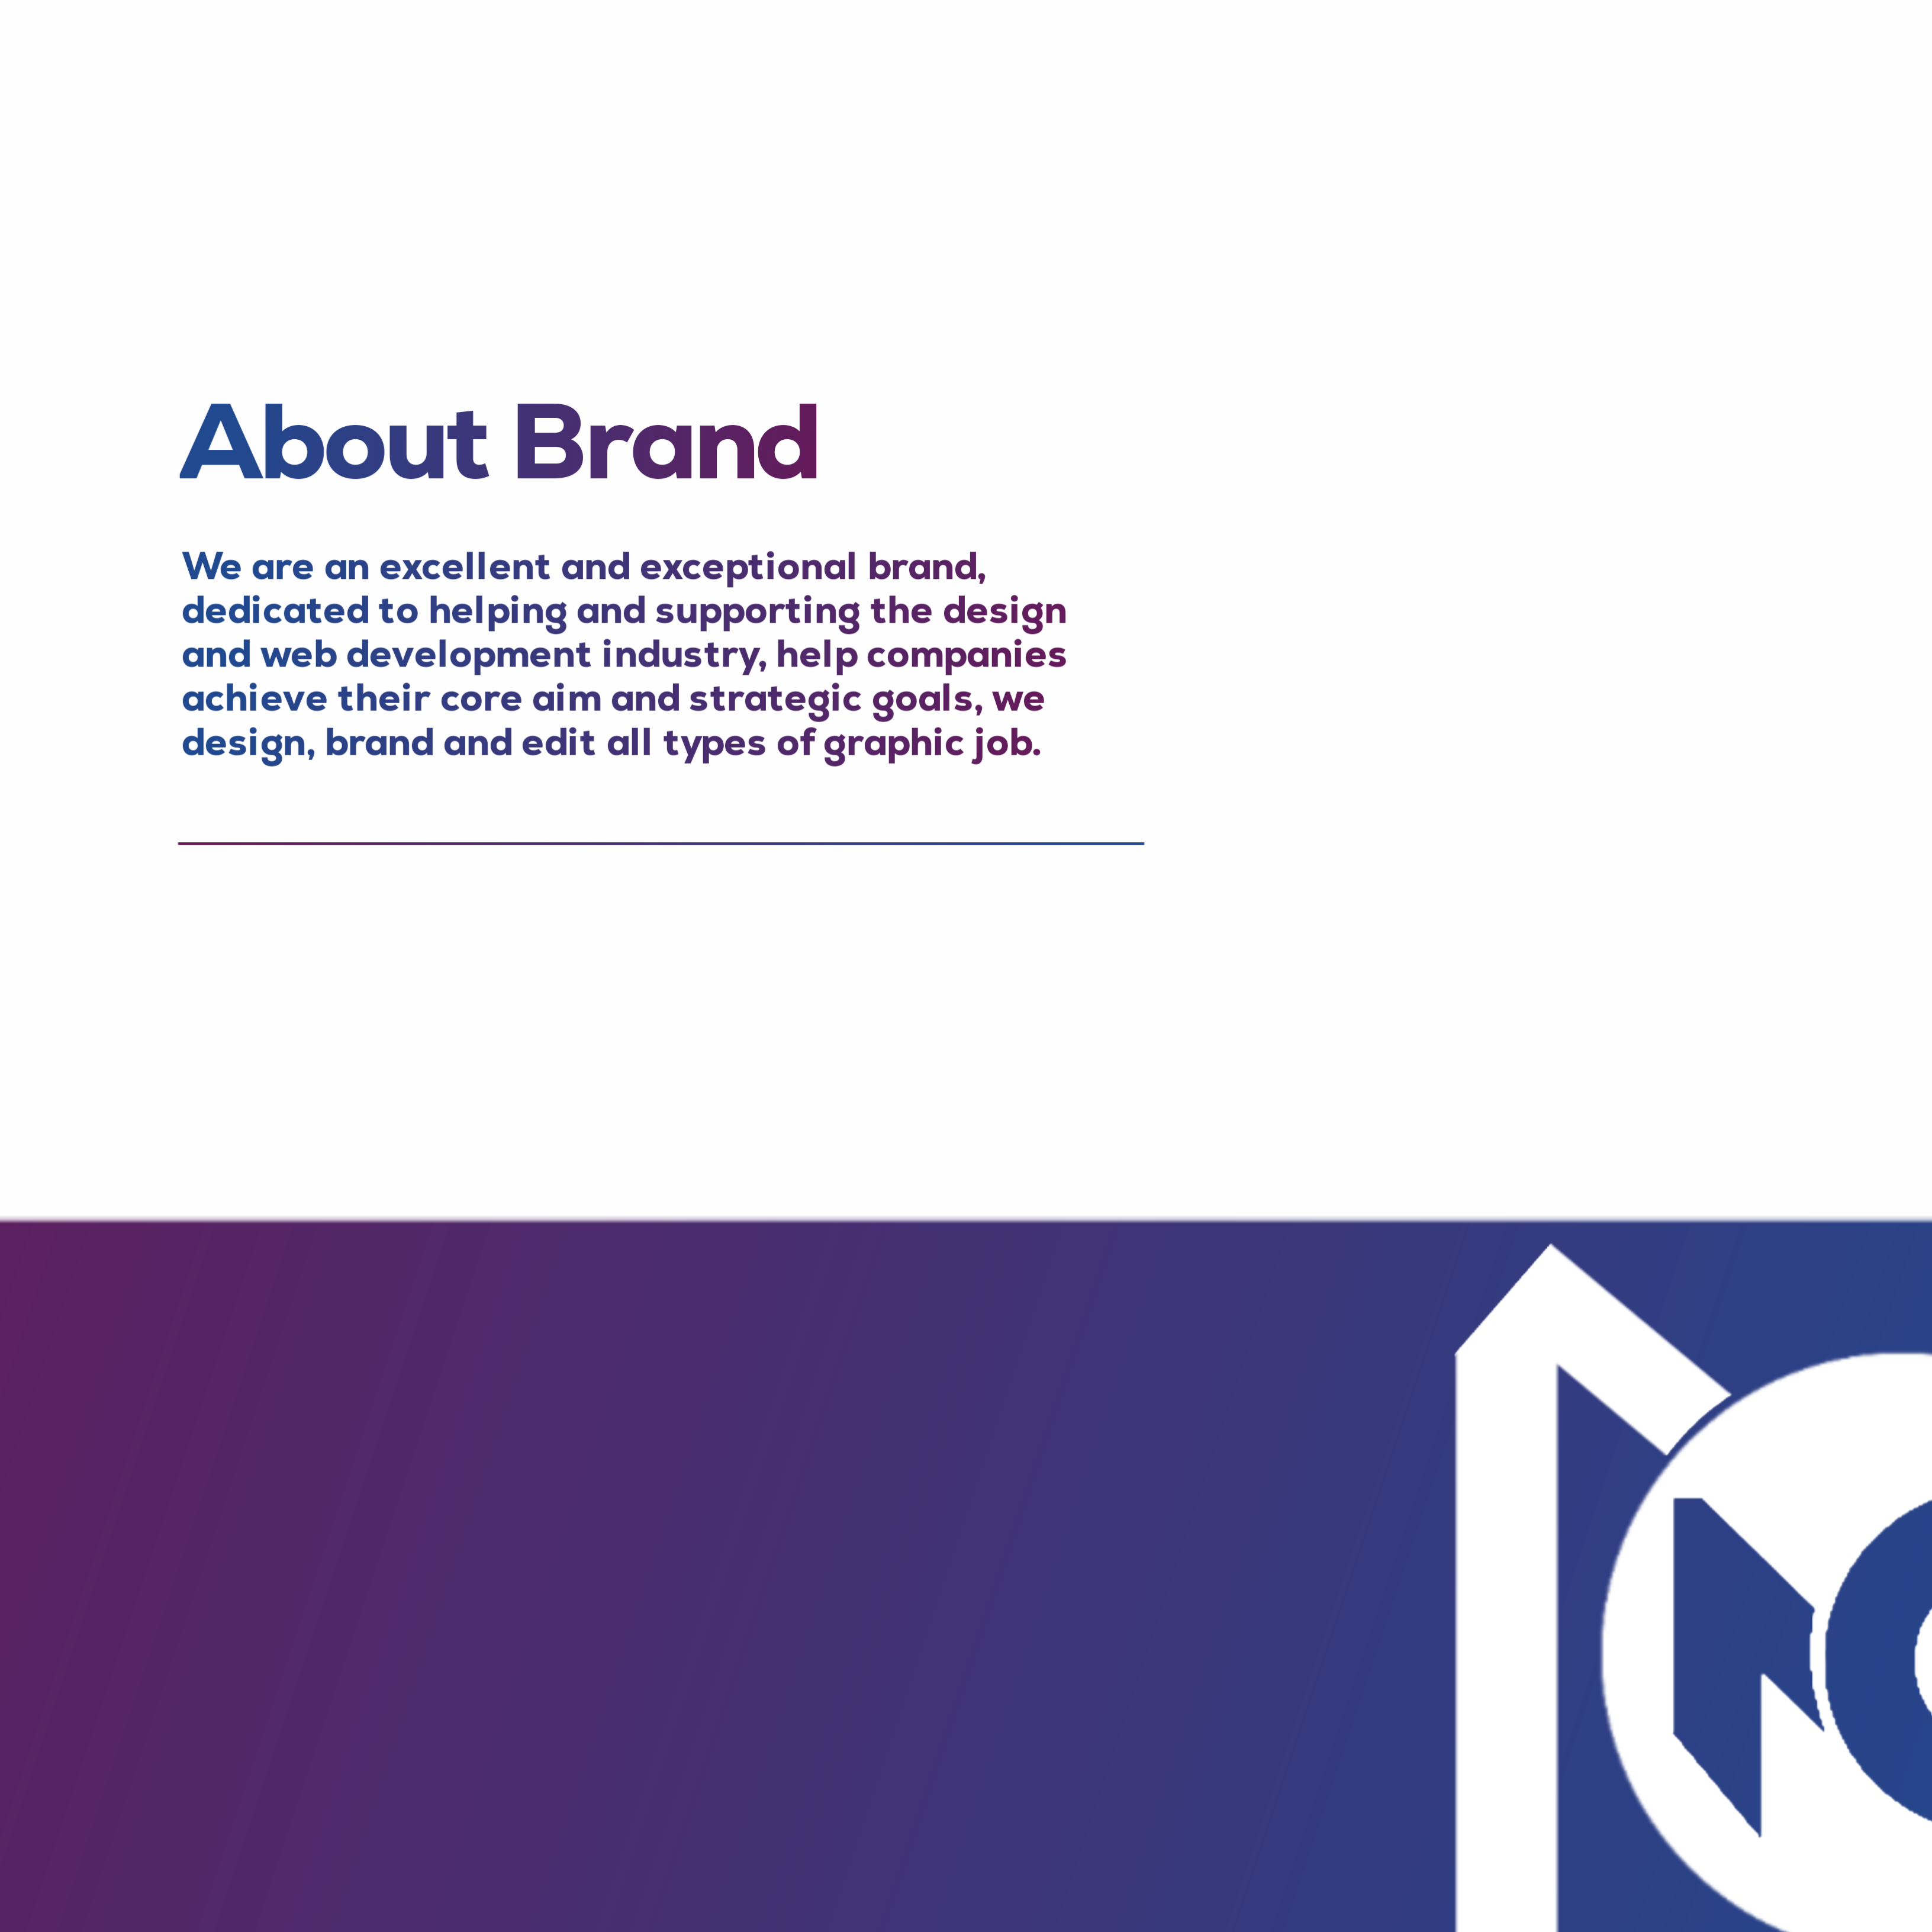 About Brand
We are an excellent and exceptional brand,
dedicated to helping and supporting the design
and web development industry, help companies
achieve their core aim and strategic goals, we
design, brand and edit all types of graphic job.